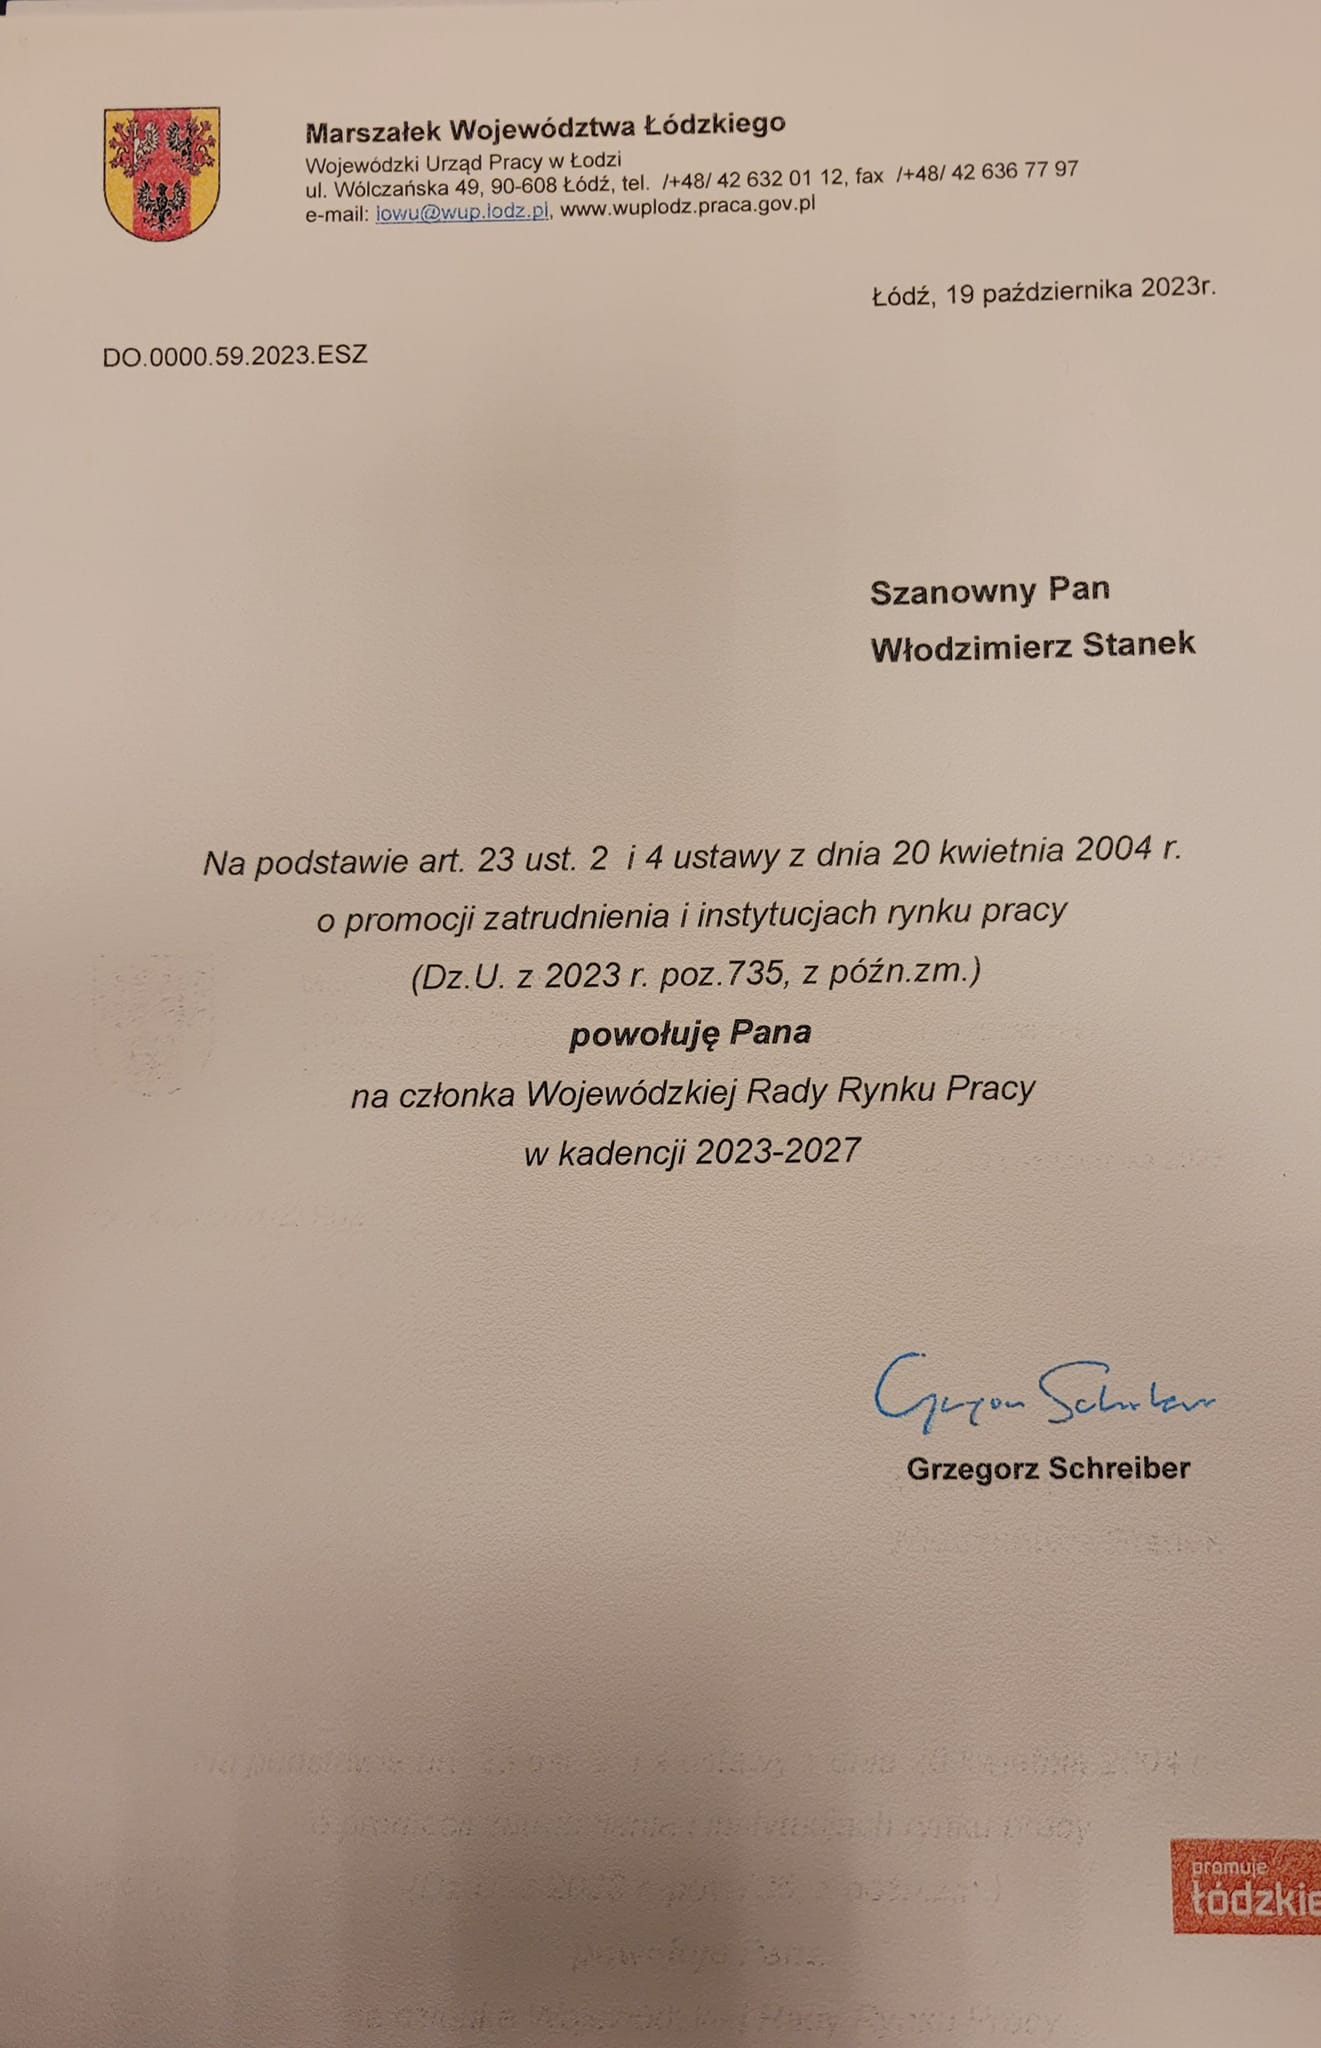 Marszałek Województwa Łódzkiego
Wojewódzki Urząd Pracy w Łodzi
ul. Wólczańska 49, 90-608 Łódź, tel. /+48/ 42 632 01 12, fax /+48/ 42 636 77 97
e-mail: lowu@wup.lodz.pl, www.wuplodz.praca.gov.pl
Łódź, 19 października 2023r.
DO.0000.59.2023.ESZ
Szanowny Pan
Włodzimierz Stanek
Na podstawie art. 23 ust. 2 i 4 ustawy z dnia 20 kwietnia 2004 r.
o promocji zatrudnienia i instytucjach rynku pracy
(Dz.U. z 2023 r. poz.735, z późn.zm.)
powołuję Pana
na członka Wojewódzkiej Rady Rynku Pracy
w kadencji 2023-2027
Grzegorz Schreiber
Grzegorz Schreiber
promuje
Łódzkie